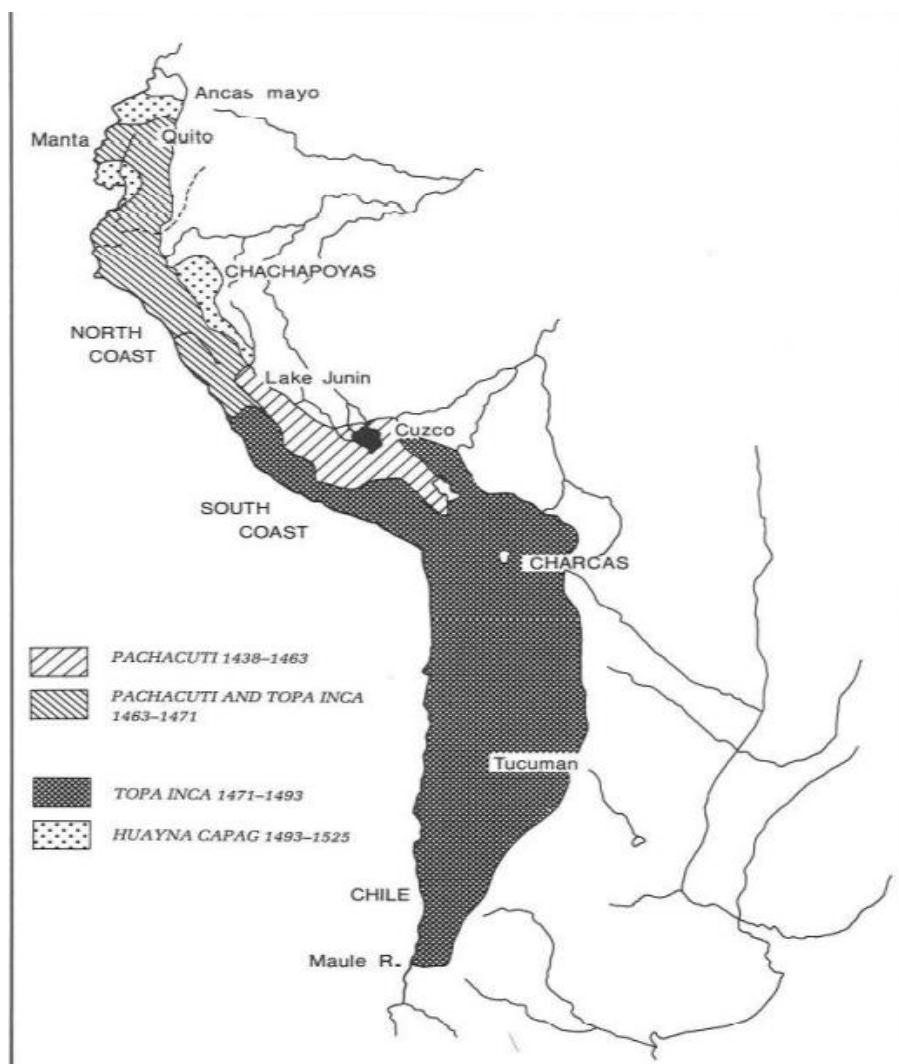 Ancas mayo
Manta
Quito
CHACHAPOYAS
NORTH
COAST
Lake Junin
Cuzco
SOUTH
COAST
CHARCAS
PACHACUTI 1438–1463
PACHACUTI AND TOPA INCA
1463–1471
Tucuman
TOPA INCA 1471–1493
HUAYNA CAPAG 1493–1525
CHILE
Maule R.